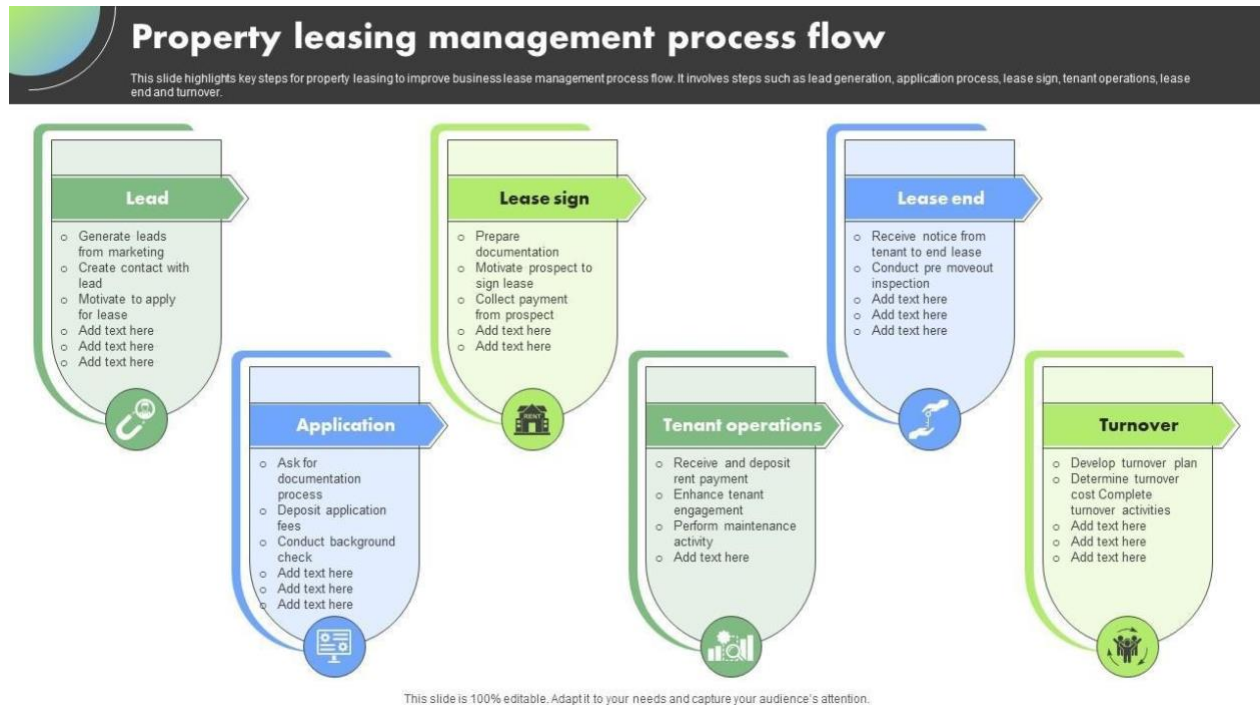 Property leasing management process flow
This slide highlights key steps for property leasing to improve business lease management process flow. It involves steps such as lead generation, application process, lease sign, tenant operations, lease
end and turnover.
Lead
o Generate leads
from marketing
o Create contact with
lead
o Motivate to apply
for lease
o Add text here
o Add text here
o Add text here
Application
o Ask for
documentation
process
o Deposit application
fees
o Conduct background
check
o Add text here
o Add text here
o Add text here
Lease sign
o Prepare
documentation
o Motivate prospect to
sign lease
o Collect payment
from prospect
o Add text here
o Add text here
RENT
Tenant operations
o Receive and deposit
rent payment
o Enhance tenant
engagement
o Perform maintenance
activity
o Add text here
Lease end
o Receive notice from
tenant to end lease
o Conduct pre moveout
inspection
o Add text here
o Add text here
o Add text here
Turnover
o Develop turnover plan
o Determine turnover
cost Complete
turnover activities
o Add text here
o Add text here
o Add text here
This slide is 100% editable. Adapt it to your needs and capture your audience's attention.